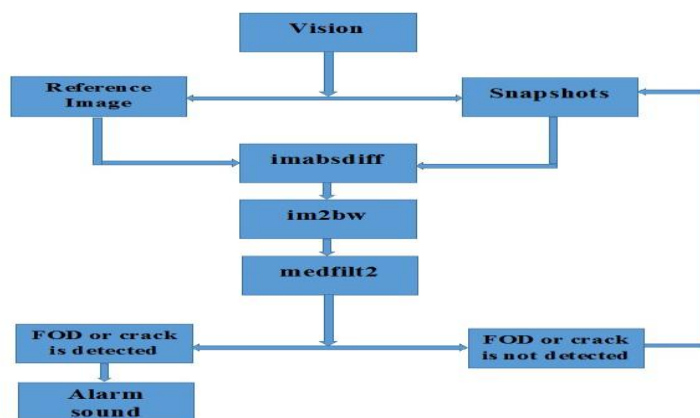 Vision
Reference
Image
Snapshots
imabsdiff
im2bw
medfilt2
FOD or crack
is detected
FOD or crack
is not detected
Alarm
sound